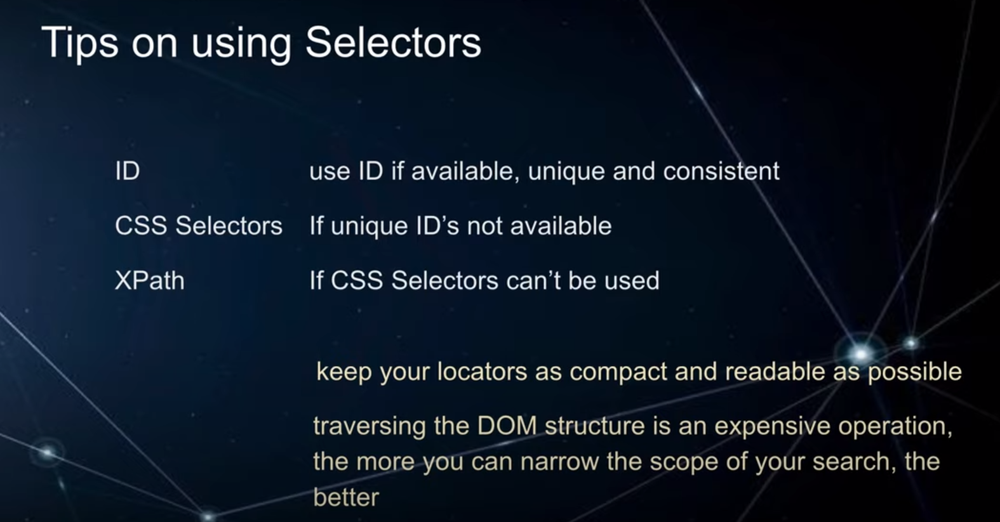 Tips on using Selectors
ID use ID if available, unique and consistent
CSS Selectors If unique ID’s not available
XPath If CSS Selectors can’t be used
keep your locators as compact and readable as possible
traversing the DOM structure is an expensive operation,
the more you can narrow the scope of your search, the
better